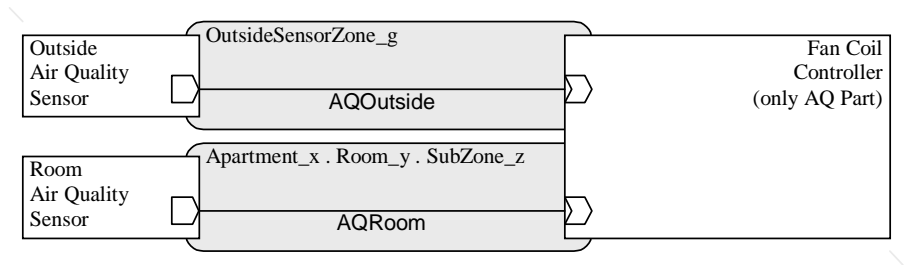 Outside
Air Quality
Sensor
OutsideSensorZone_g
AQOutside
Fan Coil
Controller
(only AQ Part)
Room
Air Quality
Sensor
Apartment_x . Room_y . SubZone_z
AQRoom